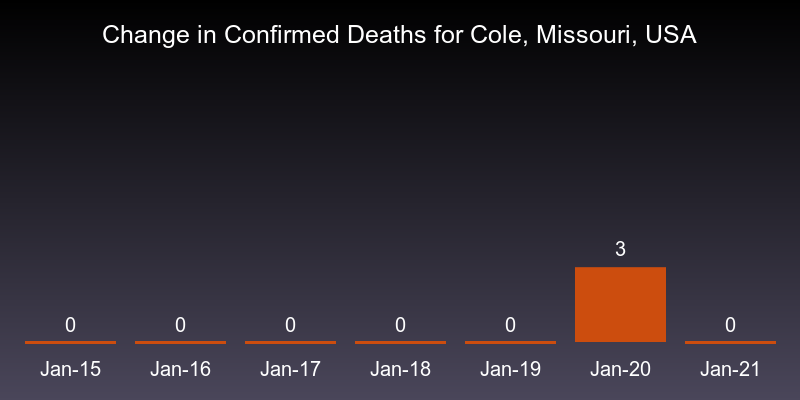 Change in Confirmed Deaths for Cole, Missouri, USA
3
0 0 0 0 0 0
Jan-15 Jan-16 Jan-17 Jan-18 Jan-19 Jan-20 Jan-21